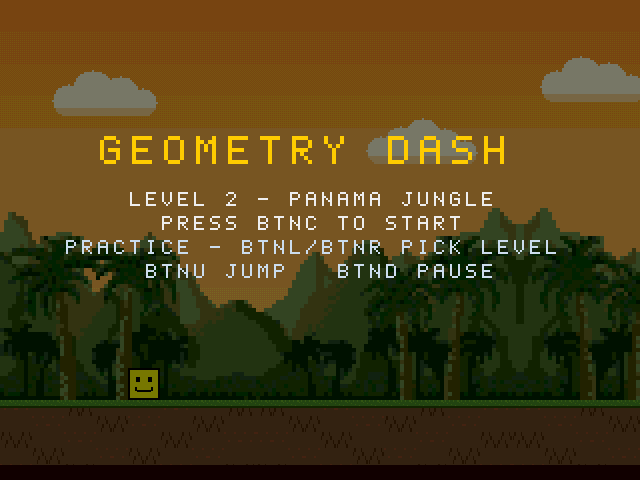 GEOMETRY DASH
LEVEL 2 - PANAMA JUNGLE
PRESS BTNC TO START
PRACTICE - BTNL/BTNR PICK LEVEL
BTNU JUMP   BTND PAUSE